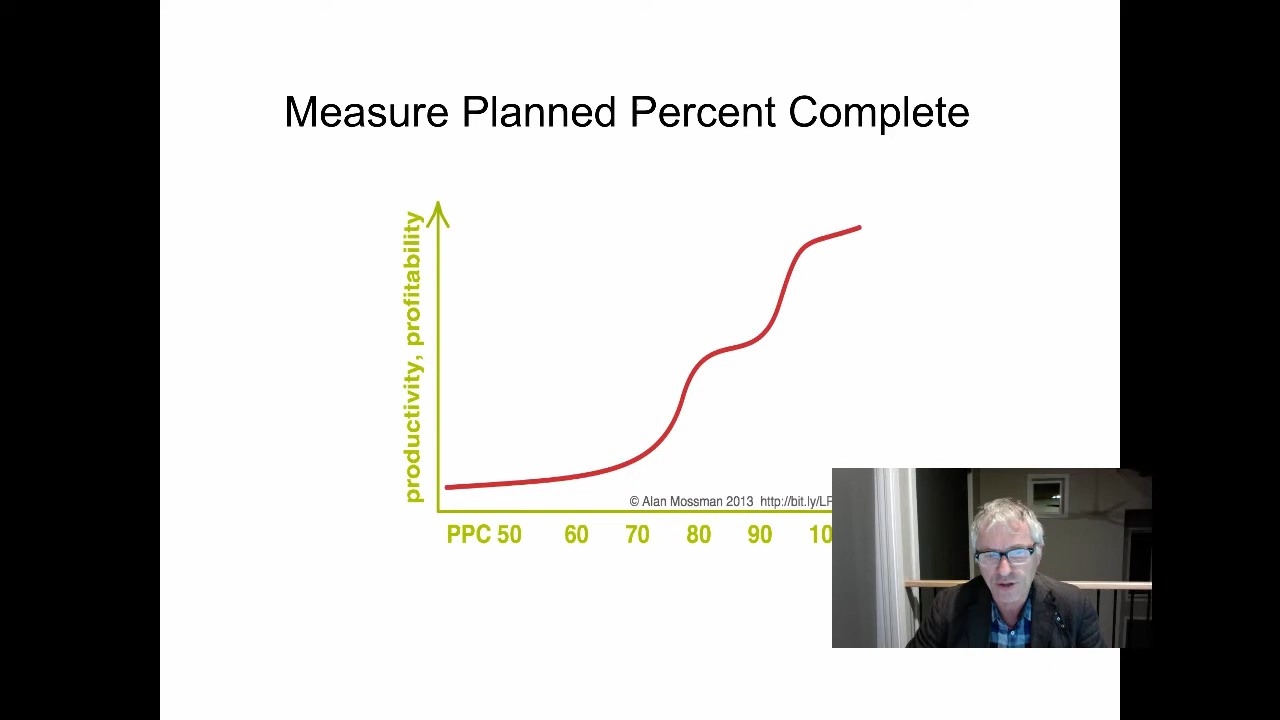 Measure Planned Percent Complete
productivity, profitability
© Alan Mossman 2013 http://bit.ly/LP
PPC 50 60 70 80 90 10